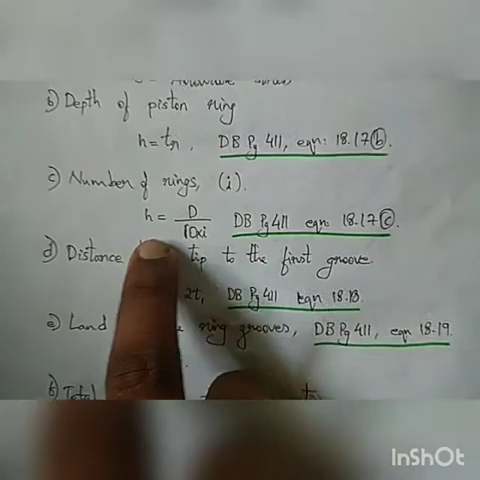 b) Depth of piston ring
h = tr, DB Pg 411, eqn: 18.17(b)
c) Number of rings, (i).
h = D / 10xi DB Pg 411 eqn: 18.17(c)
d) Distance tip to the first groove
2t, DB Pg 411 eqn 18.18
e) Land ring grooves, DB Pg 411, eqn 18.19.
f) Total
InShOt